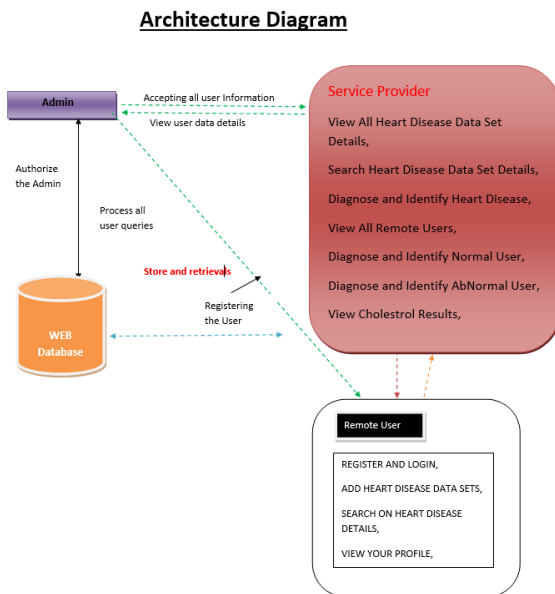 Architecture Diagram
Admin
Accepting all user Information
View user data details
Service Provider
View All Heart Disease Data Set
Details,
Search Heart Disease Data Set Details,
Diagnose and Identify Heart Disease,
View All Remote Users,
Diagnose and Identify Normal User,
Diagnose and Identify AbNormal User,
View Cholestrol Results,
Authorize
the Admin
Process all
user queries
Store and retrievals
Registering
the User
WEB
Database
Remote User
REGISTER AND LOGIN,
ADD HEART DISEASE DATA SETS,
SEARCH ON HEART DISEASE
DETAILS,
VIEW YOUR PROFILE,